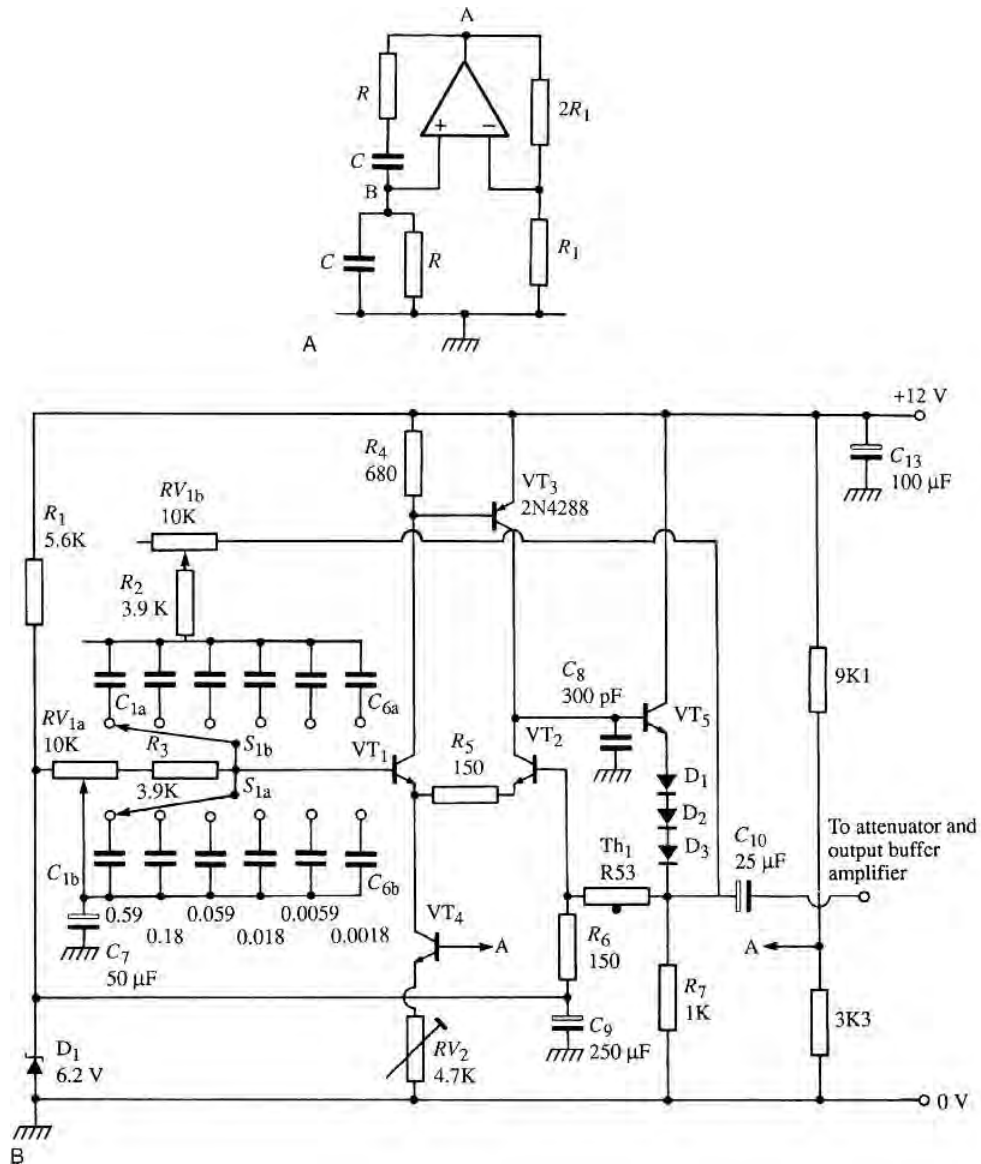 A
R
2R1
+ −
C
B
C
R
R1
A
+12 V
R4
680
C13
100 µF
RV1b
10K
VT3
2N4288
R1
5.6K
R2
3.9 K
C8
300 pF
9K1
C1a
C6a
VT5
RV1a
10K
R3
S1b
VT1
R5
150
VT2
3.9K
S1a
D1
D2
D3
To attenuator and
output buffer
amplifier
C10
25 µF
Th1
R53
C1b
C6b
0.59
0.059
0.0059
0.18
0.018
0.0018
VT4
A
C7
50 µF
R6
150
A
R7
1K
3K3
D1
6.2 V
RV2
4.7K
C9
250 µF
0 V
B